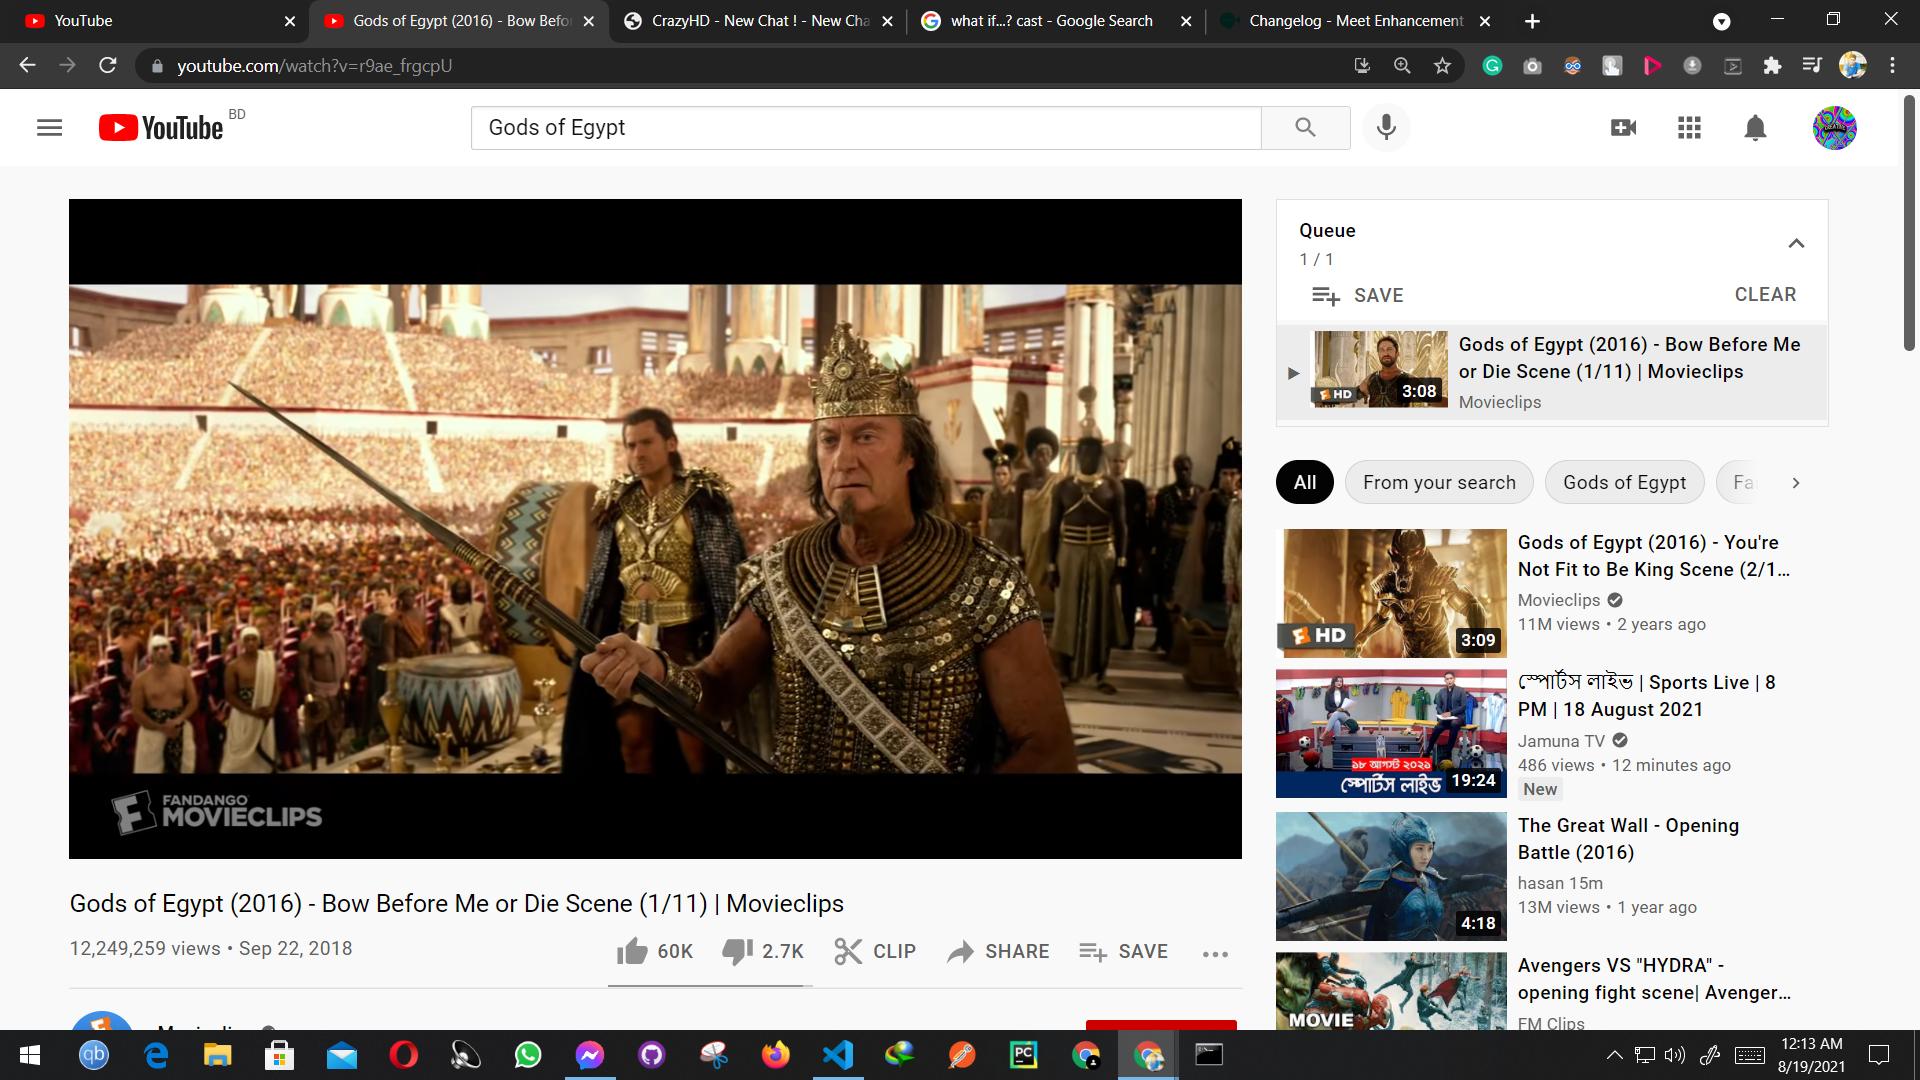 YouTube
Gods of Egypt (2016) - Bow Befo
CrazyHD - New Chat ! - New Cha
what if...? cast - Google Search
Changelog - Meet Enhancement
youtube.com/watch?v=r9ae_frgcpU
YouTube BD
Gods of Egypt
Queue
1 / 1
SAVE
CLEAR
Gods of Egypt (2016) - Bow Before Me
or Die Scene (1/11) | Movieclips
Movieclips
HD
3:08
All
From your search
Gods of Egypt
Fa
Gods of Egypt (2016) - You're
Not Fit to Be King Scene (2/1...
Movieclips
11M views • 2 years ago
HD
3:09
স্পোর্টস লাইভ | Sports Live | 8
PM | 18 August 2021
Jamuna TV
486 views • 12 minutes ago
New
১৮ আগস্ট ২০২১
স্পোর্টস লাইভ
19:24
The Great Wall - Opening
Battle (2016)
hasan 15m
13M views • 1 year ago
4:18
Avengers VS "HYDRA" -
opening fight scene| Avenger...
FM Clips
MOVIE
FANDANGO
MOVIECLIPS
Gods of Egypt (2016) - Bow Before Me or Die Scene (1/11) | Movieclips
12,249,259 views • Sep 22, 2018
60K
2.7K
CLIP
SHARE
SAVE
qb
PC
12:13 AM
8/19/2021